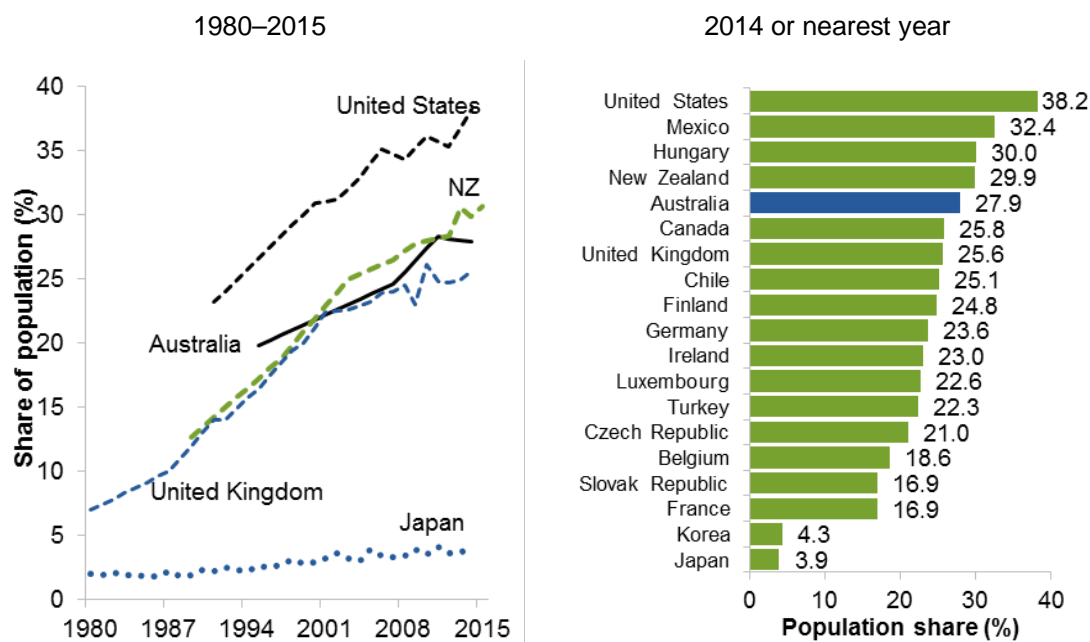 1980–2015
Share of population (%)
40
35
30
25
20
15
10
5
0
United States
NZ
Australia
United Kingdom
Japan
1980 1987 1994 2001 2008 2015
2014 or nearest year
United States 38.2
Mexico 32.4
Hungary 30.0
New Zealand 29.9
Australia 27.9
Canada 25.8
United Kingdom 25.6
Chile 25.1
Finland 24.8
Germany 23.6
Ireland 23.0
Luxembourg 22.6
Turkey 22.3
Czech Republic 21.0
Belgium 18.6
Slovak Republic 16.9
France 16.9
Korea 4.3
Japan 3.9
0 10 20 30 40
Population share (%)